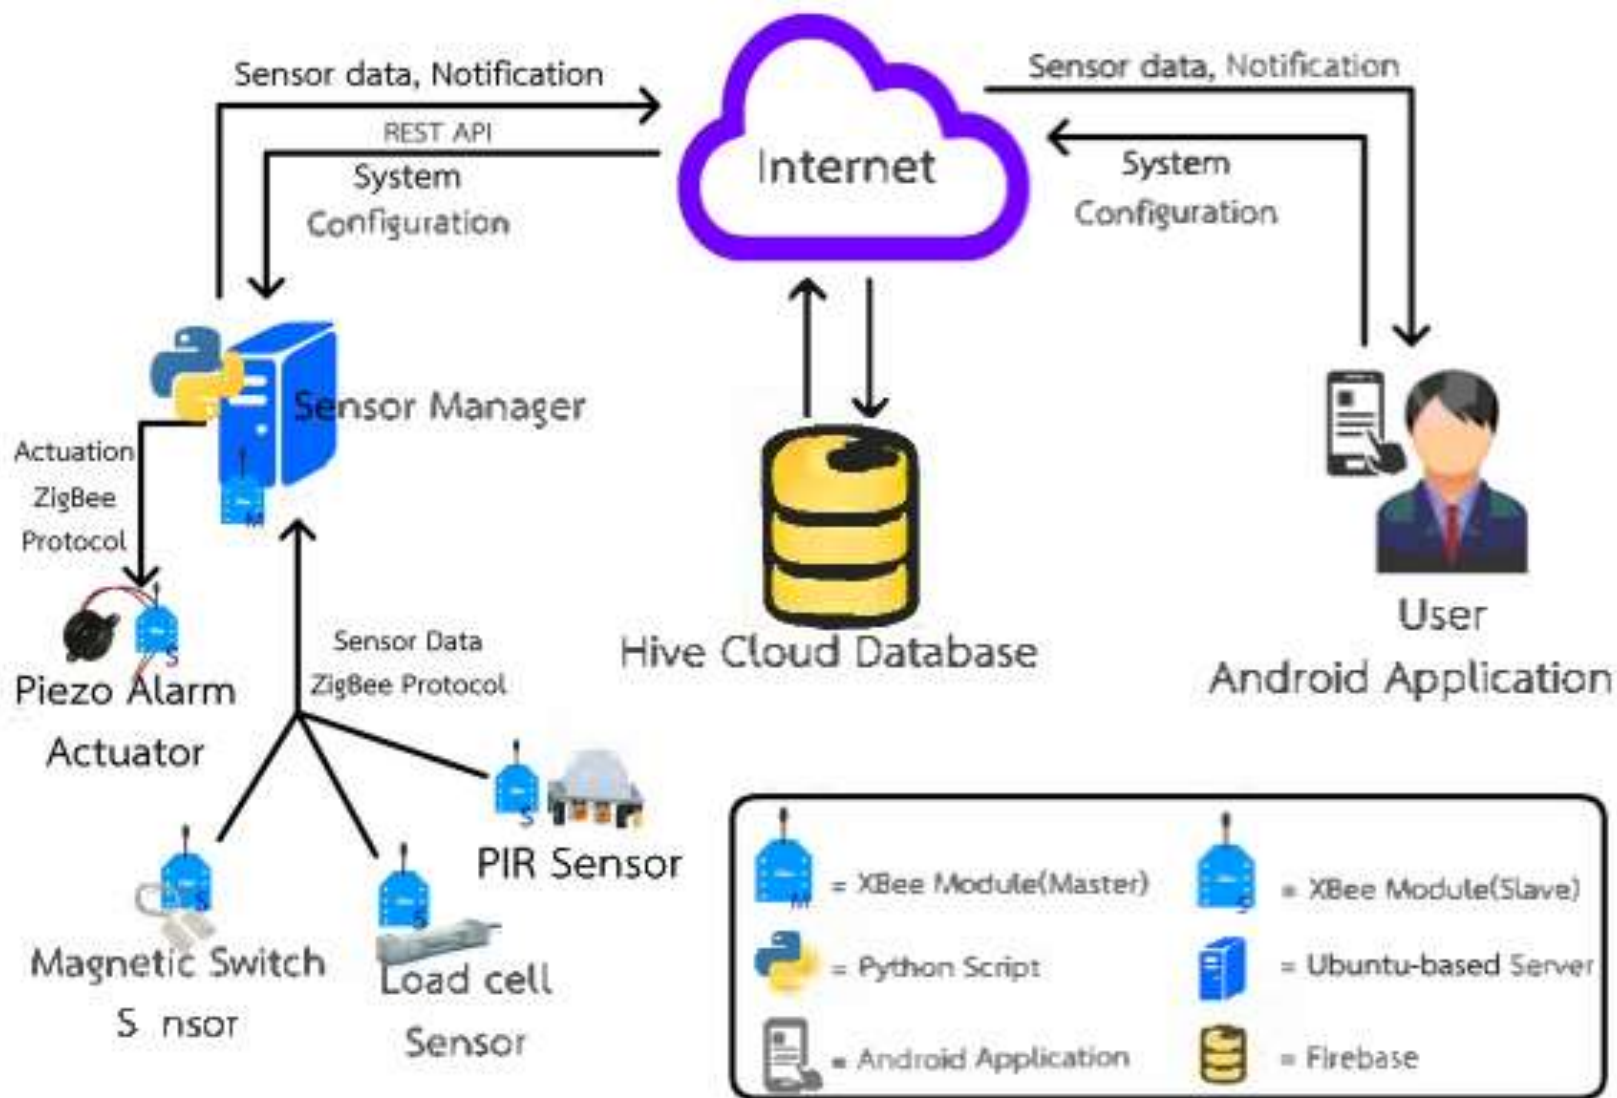 Sensor data, Notification
REST API
System
Configuration
Internet
Sensor data, Notification
System
Configuration
Sensor Manager
Actuation
ZigBee
Protocol
M
S
Piezo Alarm
Actuator
Sensor Data
ZigBee Protocol
Hive Cloud Database
User
Android Application
S
PIR Sensor
S
Magnetic Switch
S nsor
S
Load cell
Sensor
M
= XBee Module(Master)
S
= XBee Module(Slave)
= Python Script
= Ubuntu-based Server
= Android Application
= Firebase